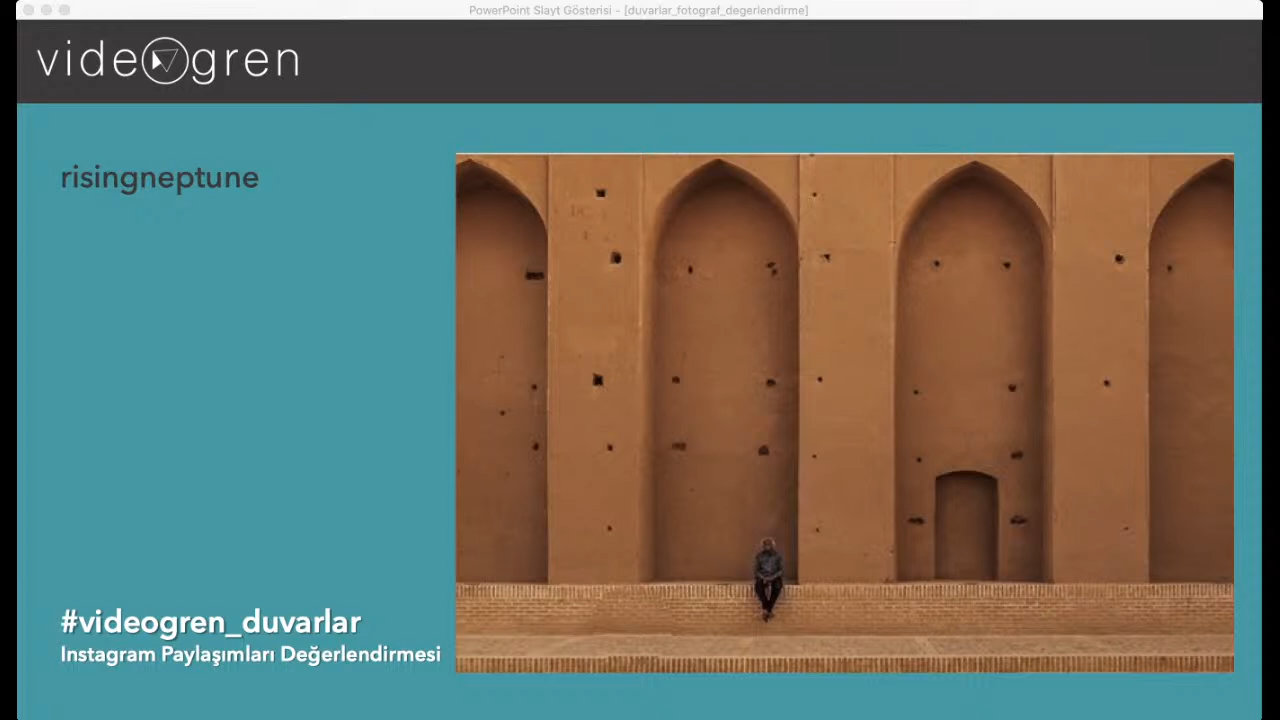 PowerPoint Slayt Gösterisi - [duvarlar_fotograf_degerlendirme]
videogren
risingneptune
#videogren_duvarlar
Instagram Paylaşımları Değerlendirmesi